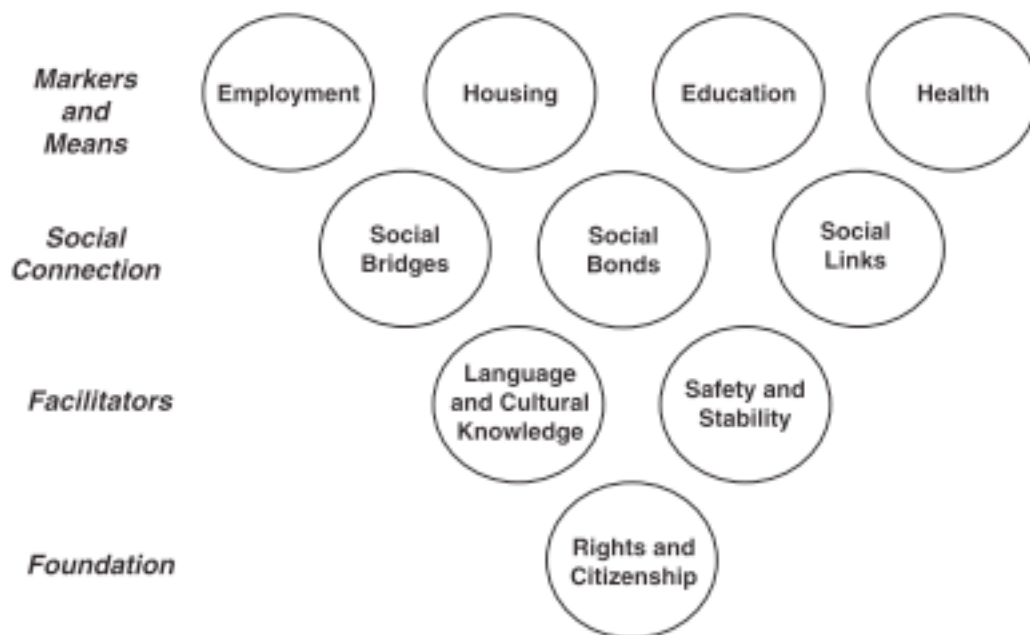 Markers
and
Means
Employment
Housing
Education
Health
Social
Connection
Social
Bridges
Social
Bonds
Social
Links
Facilitators
Language
and Cultural
Knowledge
Safety and
Stability
Foundation
Rights and
Citizenship